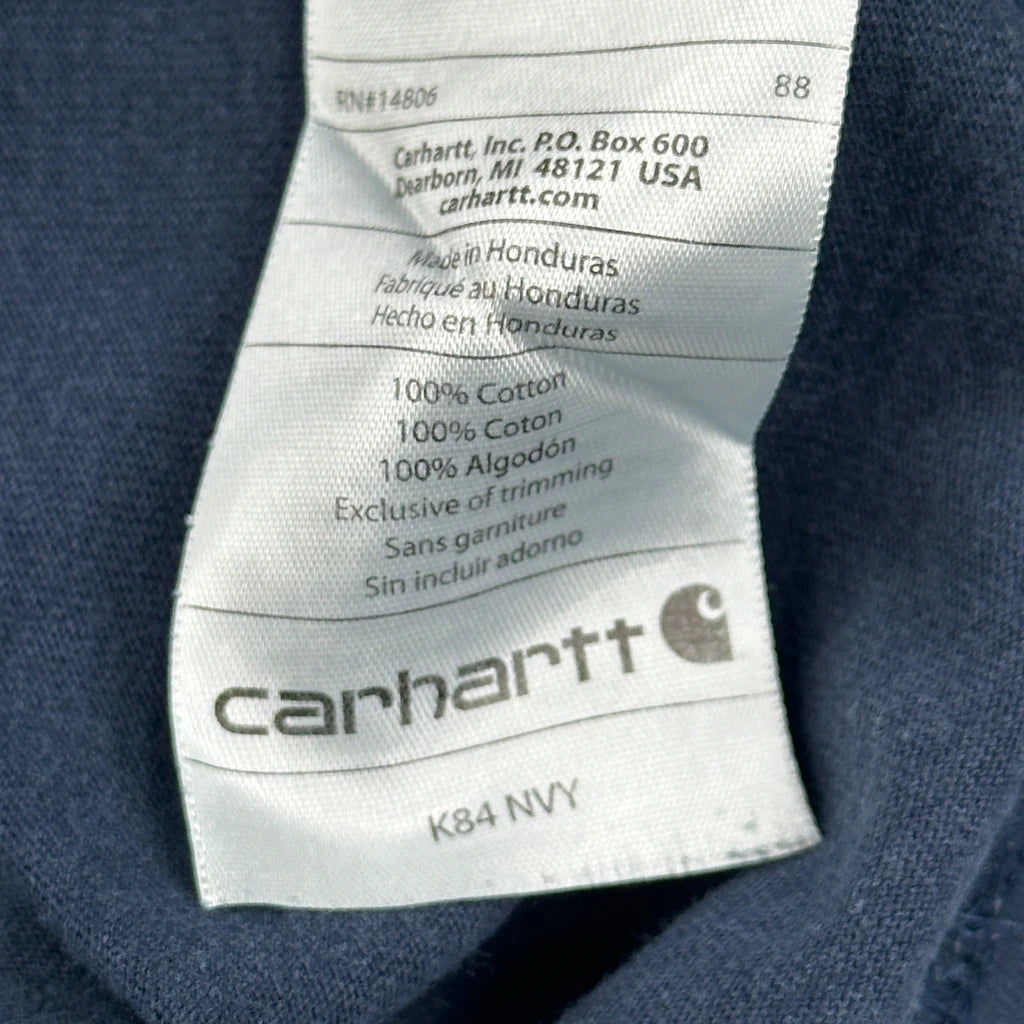 RN#14806 88
Carhartt, Inc. P.O. Box 600
Dearborn, MI 48121 USA
carhartt.com
Made in Honduras
Fabriqué au Honduras
Hecho en Honduras
100% Cotton
100% Coton
100% Algodón
Exclusive of trimming
Sans garniture
Sin incluir adorno
carhartt
K84 NVY